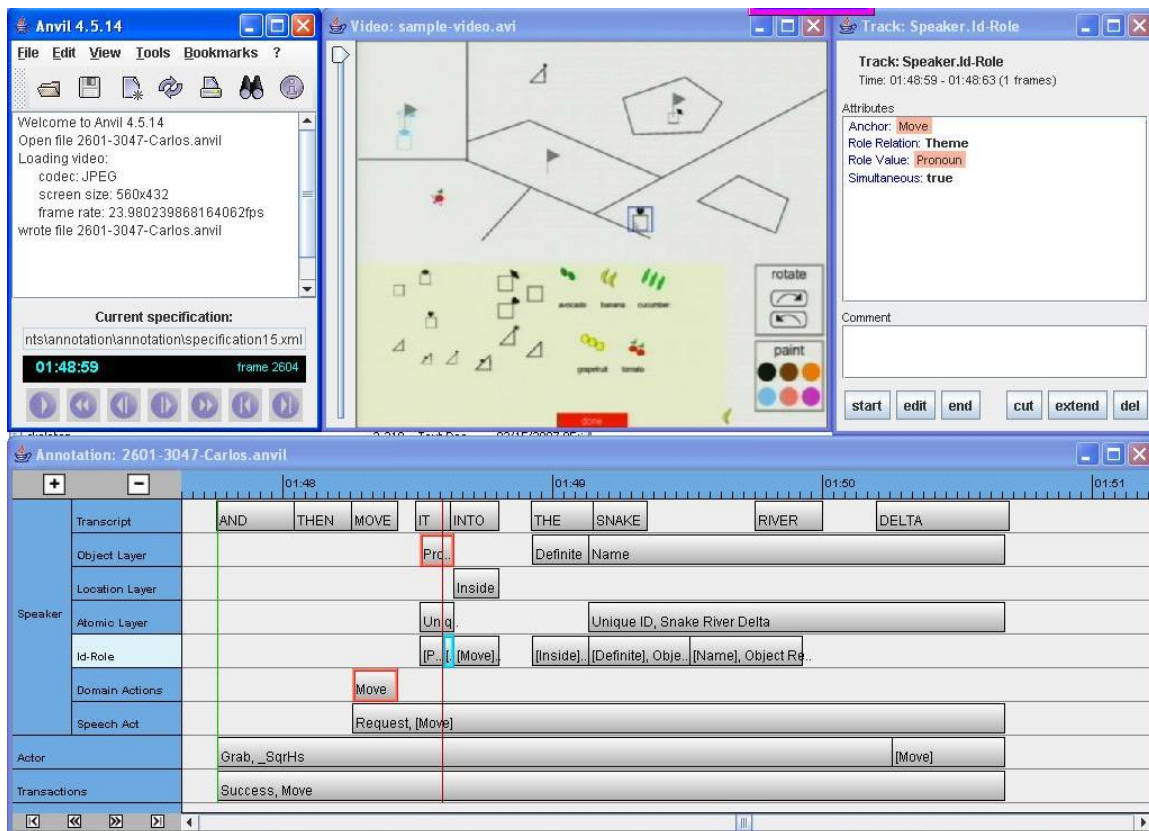 Anvil 4.5.14
File Edit View Tools Bookmarks ?
Welcome to Anvil 4.5.14
Open file 2601-3047-Carlos.anvil
Loading video:
codec: JPEG
screen size: 560x432
frame rate: 23.980239868164062fps
wrote file 2601-3047-Carlos.anvil
Current specification:
nts\annotation\annotation\specification15.xml
01:48:59 frame 2604
Video: sample-video.avi
rotate
avocado banana cucumber
paint
grapefruit tomato
done
Track: Speaker.Id-Role
Track: Speaker.Id-Role
Time: 01:48:59 - 01:48:63 (1 frames)
Attributes
Anchor: Move
Role Relation: Theme
Role Value: Pronoun
Simultaneous: true
Comment
start edit end cut extend del
Annotation: 2601-3047-Carlos.anvil
+ - 01:48 01:49 01:50 01:51
Speaker
Transcript AND THEN MOVE IT INTO THE SNAKE RIVER DELTA
Object Layer Pro.. Definite Name
Location Layer Inside
Atomic Layer Uniq. Unique ID, Snake River Delta
Id-Role [P.. [. [Move].. [Inside].. [Definite], Obje.. [Name], Object Re..
Domain Actions Move
Speech Act Request, [Move]
Actor Grab, _SqrHs [Move]
Transactions Success, Move